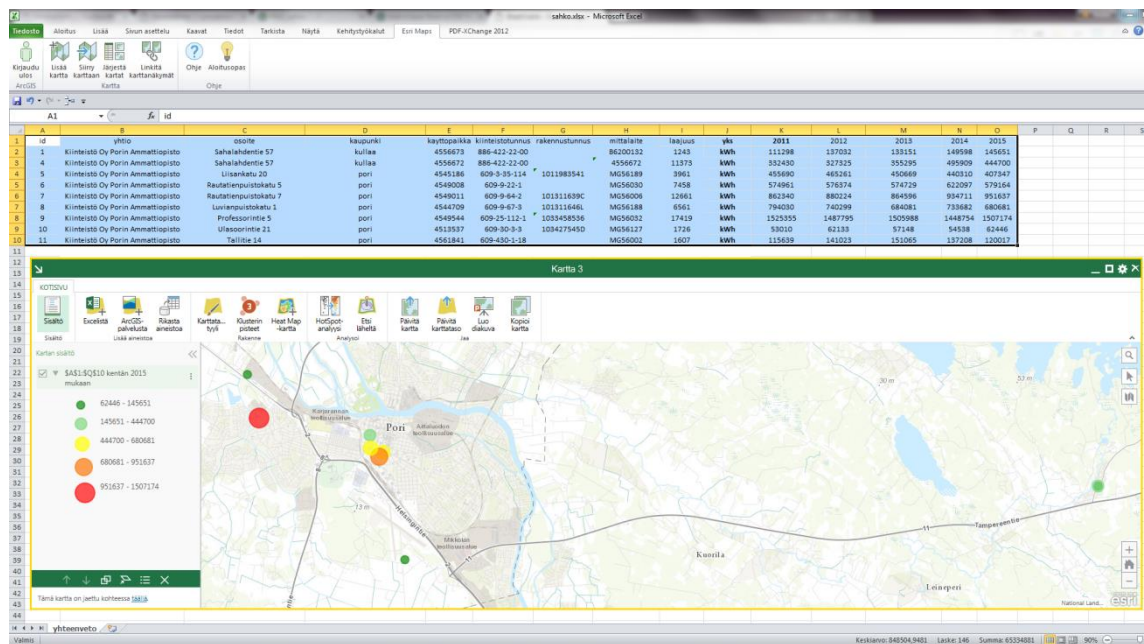 sahko.xlsx - Microsoft Excel
Tiedosto Aloitus Lisää Sivun asettelu Kaavat Tiedot Tarkista Näytä Kehitystyökalut Esri Maps PDF-XChange 2012
Kirjaudu ulos Lisää kartta Siirry karttaan Järjestä kartat Linkitä karttanäkymät Ohje Aloitusopas
ArcGIS Kartta Ohje
A1 fx id
A B C D E F G H I J K L M N O P Q R S
1 id yhtio osoite kaupunki kayttopaikka kiinteistotunnus rakennustunnus mittalaite laajuus yks 2011 2012 2013 2014 2015
2 1 Kiinteistö Oy Porin Ammattiopisto Sahalahdentie 57 kullaa 4556673 886-422-22-00 86200132 1243 kWh 111298 137032 133151 149598 145651
3 4 Kiinteistö Oy Porin Ammattiopisto Sahalahdentie 57 kullaa 4556672 886-422-22-00 4556672 11373 kWh 332430 327325 355295 495909 444700
4 5 Kiinteistö Oy Porin Ammattiopisto Liisankatu 20 pori 4545186 609-3-35-114 1011983541 MG56189 3961 kWh 455690 465261 450669 440310 407347
5 6 Kiinteistö Oy Porin Ammattiopisto Rautatienpuistokatu 5 pori 4549008 609-9-22-1 MG56030 7458 kWh 574961 576374 574729 622097 579164
6 7 Kiinteistö Oy Porin Ammattiopisto Rautatienpuistokatu 7 pori 4549011 609-9-64-2 101311639C MG56006 12661 kWh 862340 880224 864596 934711 951637
7 8 Kiinteistö Oy Porin Ammattiopisto Luvianpuistokatu 1 pori 4544709 609-9-67-3 101311646L MG56188 6561 kWh 794030 740299 684081 733682 680681
8 9 Kiinteistö Oy Porin Ammattiopisto Professorintie 5 pori 4549544 609-25-112-1 1033458536 MG56032 17419 kWh 1525355 1487795 1505988 1448754 1507174
9 10 Kiinteistö Oy Porin Ammattiopisto Ulasoorintie 21 pori 4513537 609-30-3-3 103427545D MG56127 1726 kWh 53010 62133 57148 54538 62446
10 11 Kiinteistö Oy Porin Ammattiopisto Tallitie 14 pori 4561841 609-430-1-18 MG56002 1607 kWh 115639 141023 151065 137208 120017
Kartta 3
KOTISIVU
Sisältö Excelistä ArcGIS-palvelusta Rikasta aineistoa Karttata... tyyli Klusterin pisteet Heat Map -kartta HotSpot-analyysi Etsi läheltä Päivitä kartta Päivitä karttataso Luo diakuva Kopioi kartta
Sisältö Lisää aineistoa Rakenne Analysoi Jaa
Kartan sisältö
$A$1:$Q$10 kentän 2015 mukaan
62446 - 145651
145651 - 444700
444700 - 680681
680681 - 951637
951637 - 1507174
Pori
Helsingintie
13 m
Kuorila
11
Tampereentie
Leineperi
National Land...
esri
Tämä kartta on jaettu kohteessa täällä.
yhteenveto
Valmis Keskiarvo: 848504,9481 Laske: 146 Summa: 65334881 90%